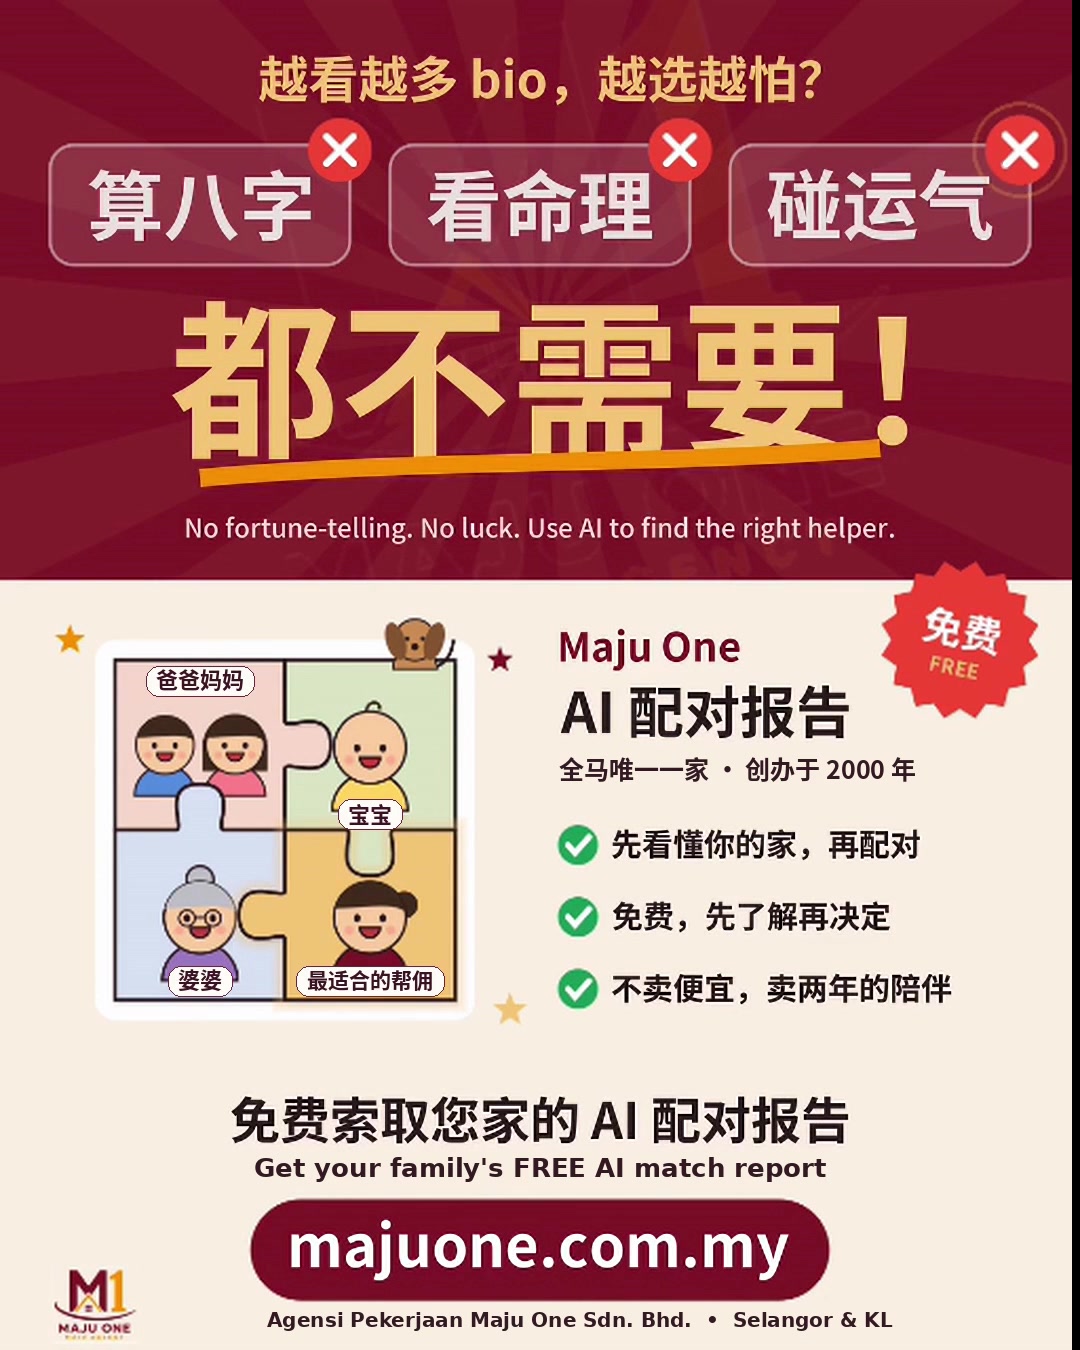 越看越多 bio，越选越怕？
算八字
看命理
碰运气
都不需要！
No fortune-telling. No luck. Use AI to find the right helper.
免费
FREE
Maju One
AI 配对报告
全马唯一一家 · 创办于 2000 年
先看懂你的家，再配对
免费，先了解再决定
不卖便宜，卖两年的陪伴
爸爸妈妈
宝宝
婆婆
最适合的帮佣
免费索取您家的 AI 配对报告
Get your family's FREE AI match report
majuone.com.my
M1
MAJU ONE
Agensi Pekerjaan Maju One Sdn. Bhd. • Selangor & KL